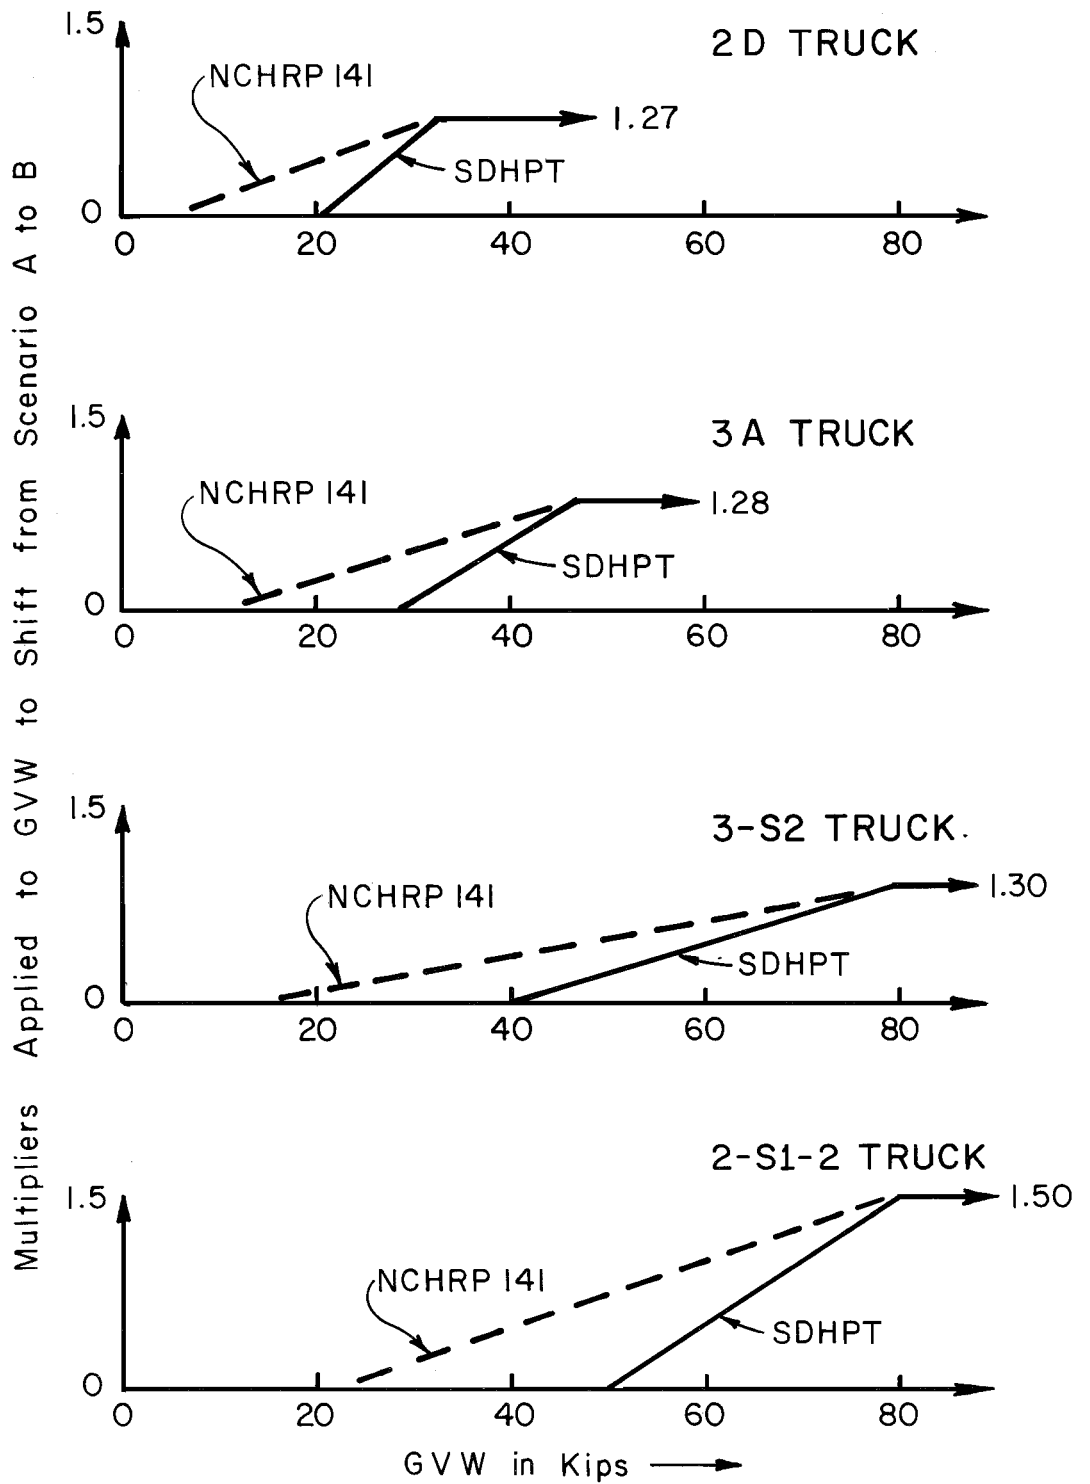 Multipliers Applied to GVW to Shift from Scenario A to B
2D TRUCK
1.5
NCHRP 141
1.27
SDHPT
0
0 20 40 60 80
3A TRUCK
1.5
NCHRP 141
1.28
SDHPT
0
0 20 40 60 80
3-S2 TRUCK.
1.5
NCHRP 141
1.30
SDHPT
0
0 20 40 60 80
2-S1-2 TRUCK
1.5
1.50
NCHRP 141
SDHPT
0
0 20 40 60 80
GVW in Kips